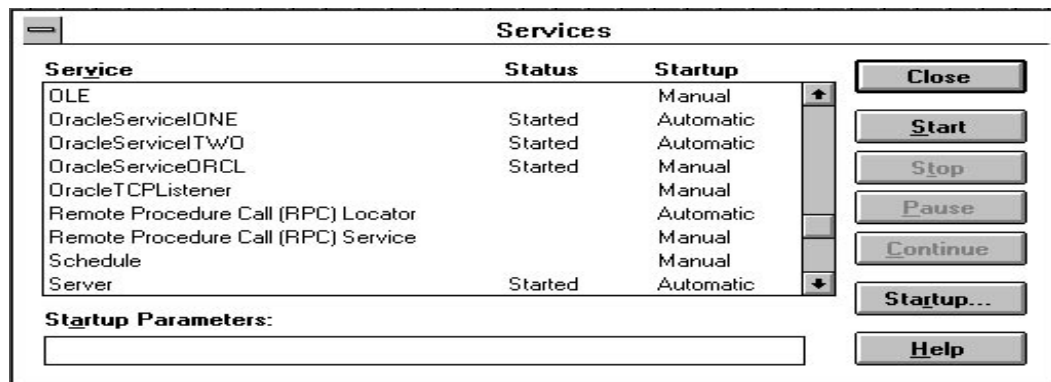 Services
Service Status Startup
OLE Manual
OracleServiceIONE Started Automatic
OracleServiceITWO Started Automatic
OracleServiceORCL Started Manual
OracleTCPListener Manual
Remote Procedure Call (RPC) Locator Automatic
Remote Procedure Call (RPC) Service Manual
Schedule Manual
Server Started Automatic
Startup Parameters:
Close
Start
Stop
Pause
Continue
Startup...
Help